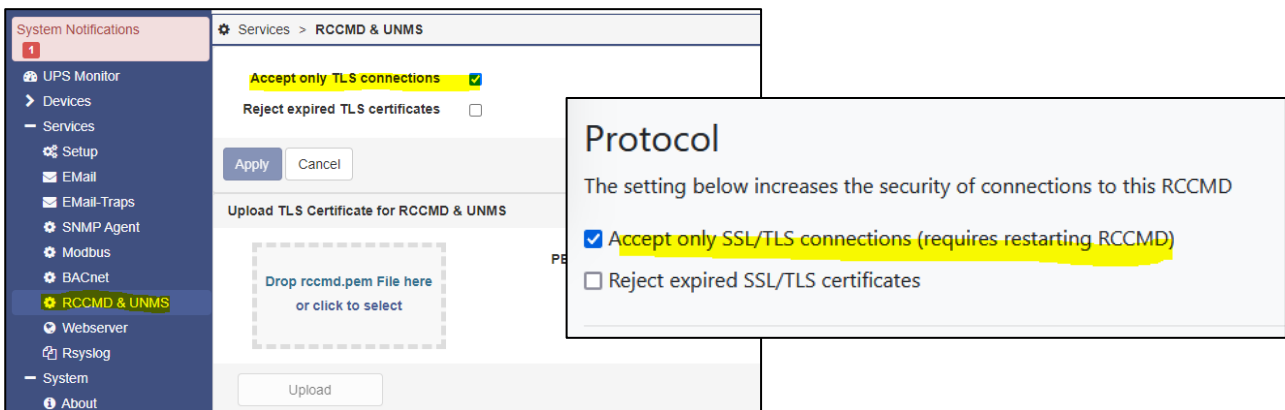 System Notifications
1
UPS Monitor
Devices
Services
Setup
EMail
EMail-Traps
SNMP Agent
Modbus
BACnet
RCCMD & UNMS
Webserver
Rsyslog
System
About
Services > RCCMD & UNMS
Accept only TLS connections
Reject expired TLS certificates
Apply Cancel
Upload TLS Certificate for RCCMD & UNMS
Drop rccmd.pem File here
or click to select
Upload
Protocol
The setting below increases the security of connections to this RCCMD
Accept only SSL/TLS connections (requires restarting RCCMD)
Reject expired SSL/TLS certificates